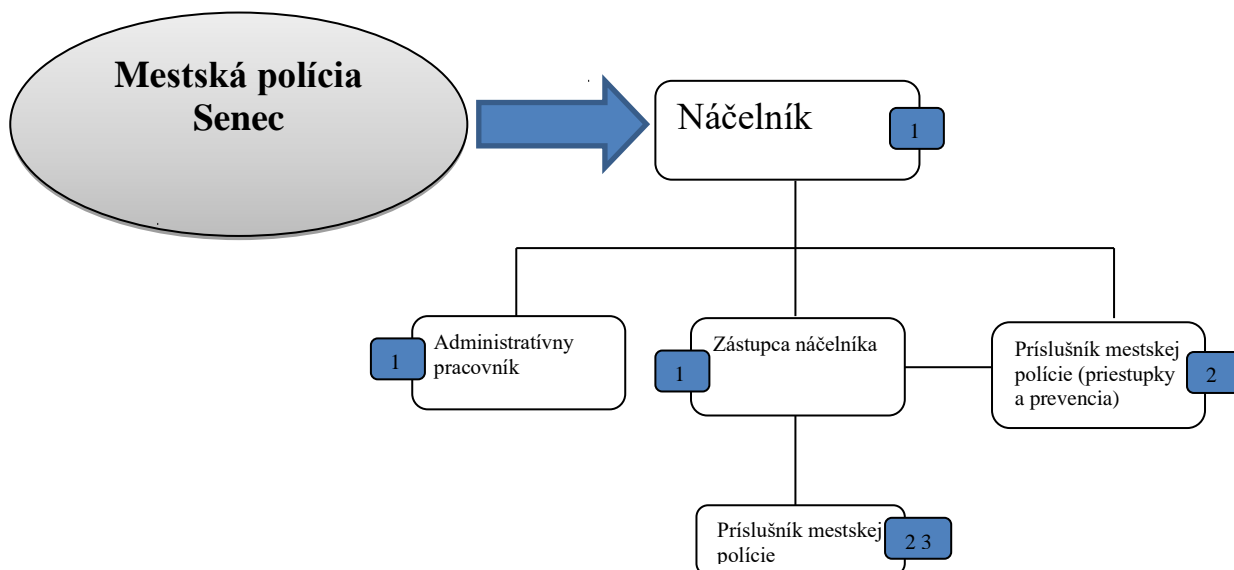 Mestská polícia
Senec
Náčelník
1
Administratívny
pracovník
1
Zástupca náčelníka
1
Príslušník mestskej
polície (priestupky
a prevencia)
2
Príslušník mestskej
polície
2 3